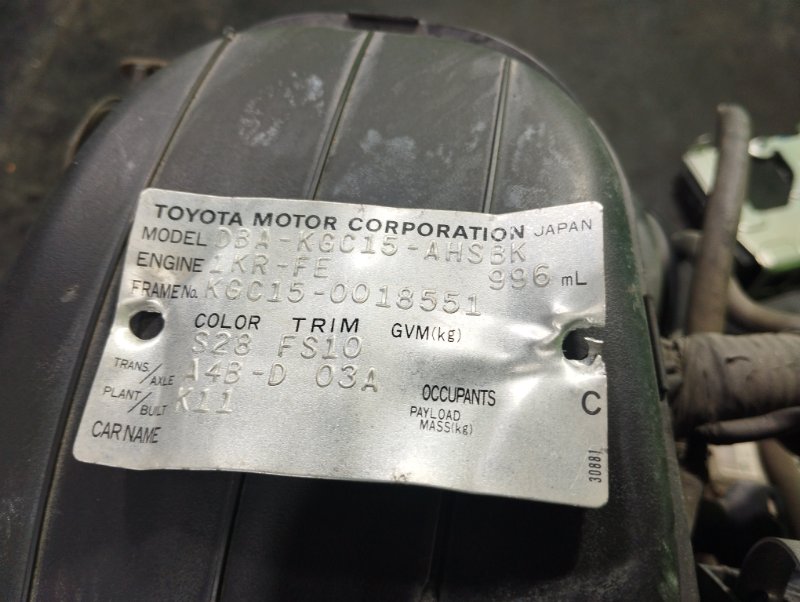 TOYOTA MOTOR CORPORATION JAPAN
MODEL DBA-KGC15-AHSBK
ENGINE 1KR-FE 996 mL
FRAME No. KGC15-0018551
COLOR TRIM GVM(kg)
S28 FS10
TRANS/AXLE A4B-D 03A
PLANT/BUILT K11
OCCUPANTS C
PAYLOAD
MASS(kg)
CAR NAME
30881